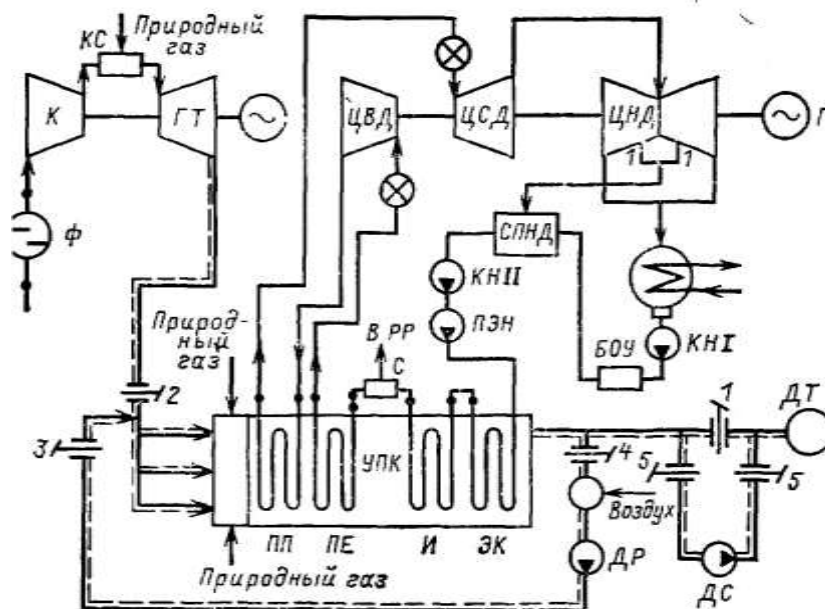 КС
Природный
газ
К
ГТ
ЦВД
ЦСД
ЦНД
Г
1
1
Ф
СПНД
КНII
Природ-
ный
газ
ПЭН
В РР
С
БОУ
КНI
2
1
ДТ
3
УПК
4
5
5
Воздух
ПП
ПЕ
И
ЭК
ДР
ДС
Природный газ